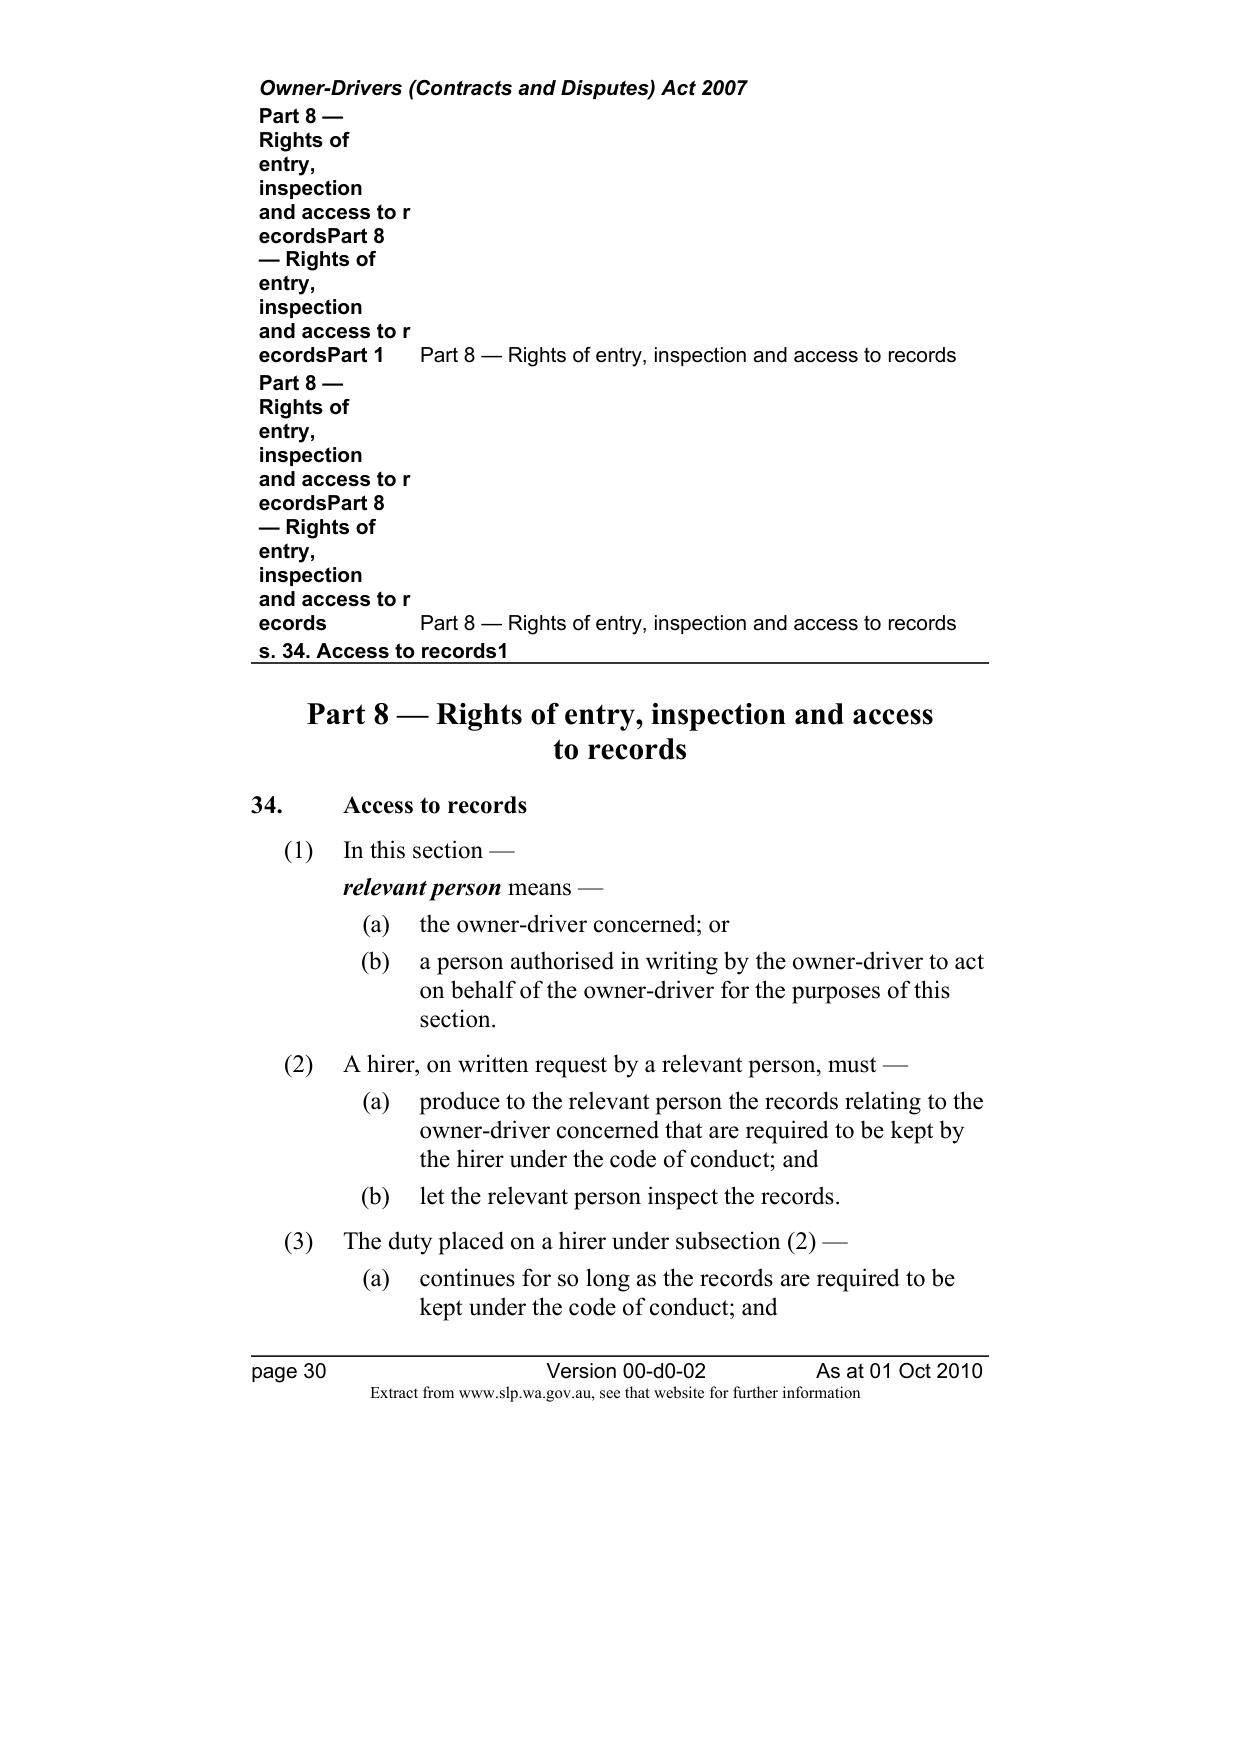 Owner-Drivers (Contracts and Disputes) Act 2007
Part 8 —
Rights of
entry,
inspection
and access to r
ecordsPart 8
— Rights of
entry,
inspection
and access to r
ecordsPart 1 Part 8 — Rights of entry, inspection and access to records
Part 8 —
Rights of
entry,
inspection
and access to r
ecordsPart 8
— Rights of
entry,
inspection
and access to r
ecords Part 8 — Rights of entry, inspection and access to records
s. 34. Access to records1
Part 8 — Rights of entry, inspection and access
to records
34. Access to records
(1) In this section —
relevant person means —
(a) the owner-driver concerned; or
(b) a person authorised in writing by the owner-driver to act
on behalf of the owner-driver for the purposes of this
section.
(2) A hirer, on written request by a relevant person, must —
(a) produce to the relevant person the records relating to the
owner-driver concerned that are required to be kept by
the hirer under the code of conduct; and
(b) let the relevant person inspect the records.
(3) The duty placed on a hirer under subsection (2) —
(a) continues for so long as the records are required to be
kept under the code of conduct; and
page 30 Version 00-d0-02 As at 01 Oct 2010
Extract from www.slp.wa.gov.au, see that website for further information